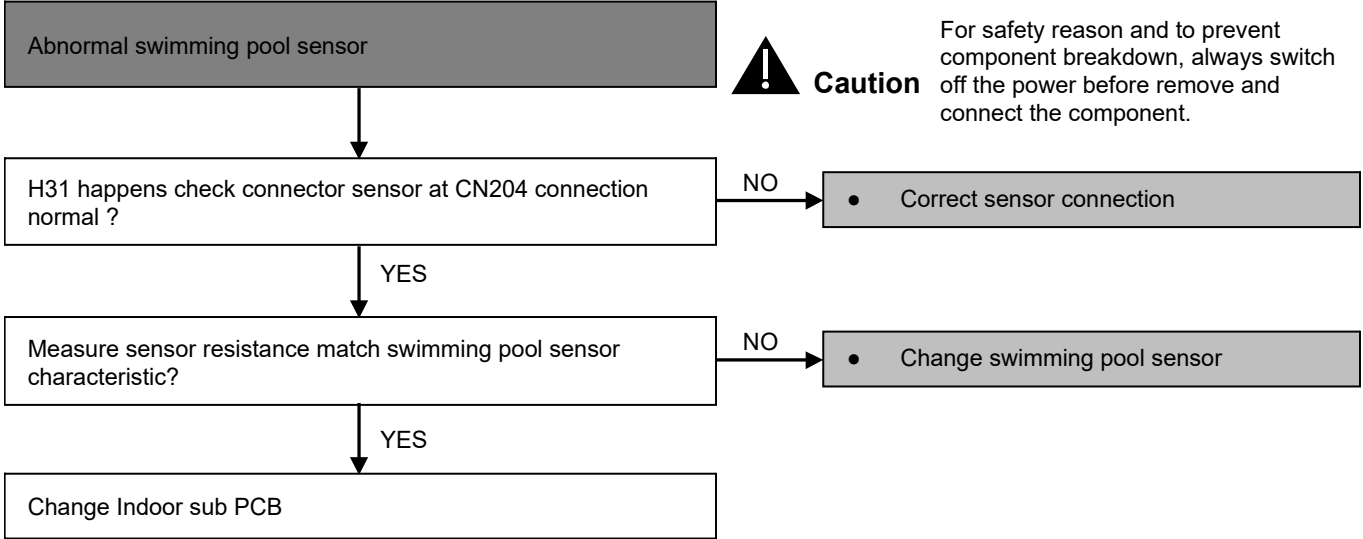 Abnormal swimming pool sensor
Caution
For safety reason and to prevent
component breakdown, always switch
off the power before remove and
connect the component.
H31 happens check connector sensor at CN204 connection
normal ?
NO
● Correct sensor connection
YES
Measure sensor resistance match swimming pool sensor
characteristic?
NO
● Change swimming pool sensor
YES
Change Indoor sub PCB